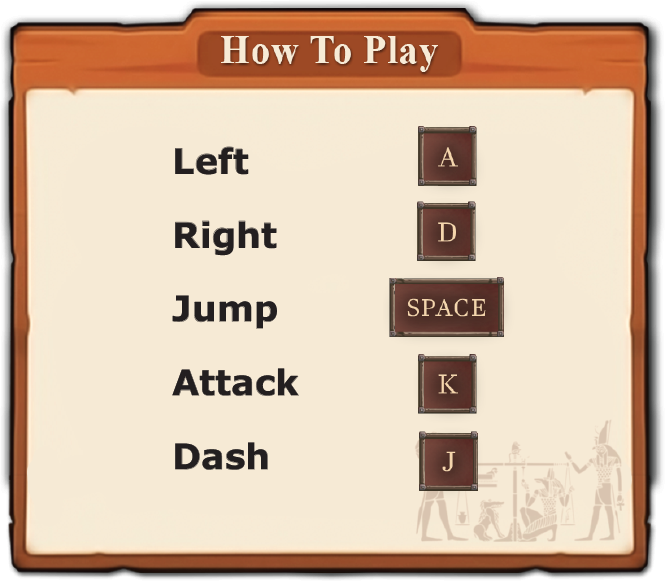 How To Play
Left A
Right D
Jump SPACE
Attack K
Dash J